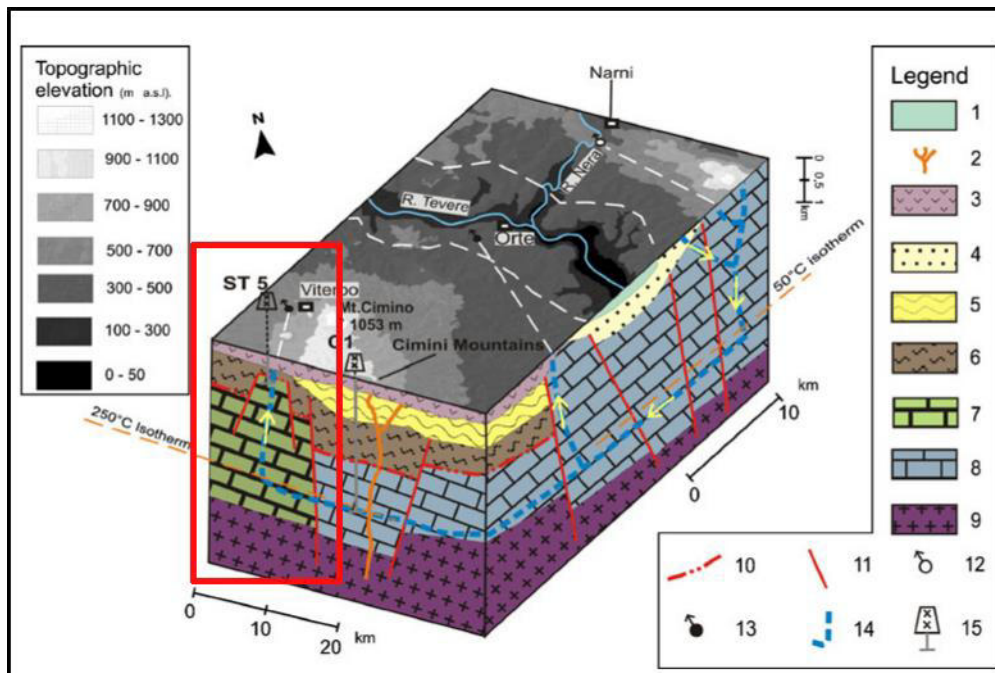 Topographic
elevation (m a.s.l).
1100 - 1300
900 - 1100
700 - 900
500 - 700
300 - 500
100 - 300
0 - 50
N
Narni
R. Nera
R. Tevere
Orte
0
0,5
1
km
50°C isotherm
ST 5
Viterbo
Mt.Cimino
1053 m
C1
Cimini Mountains
250°C Isotherm
km
10
0
0
10
20
km
Legend
1
2
3
4
5
6
7
8
9
10
11
12
13
14
15